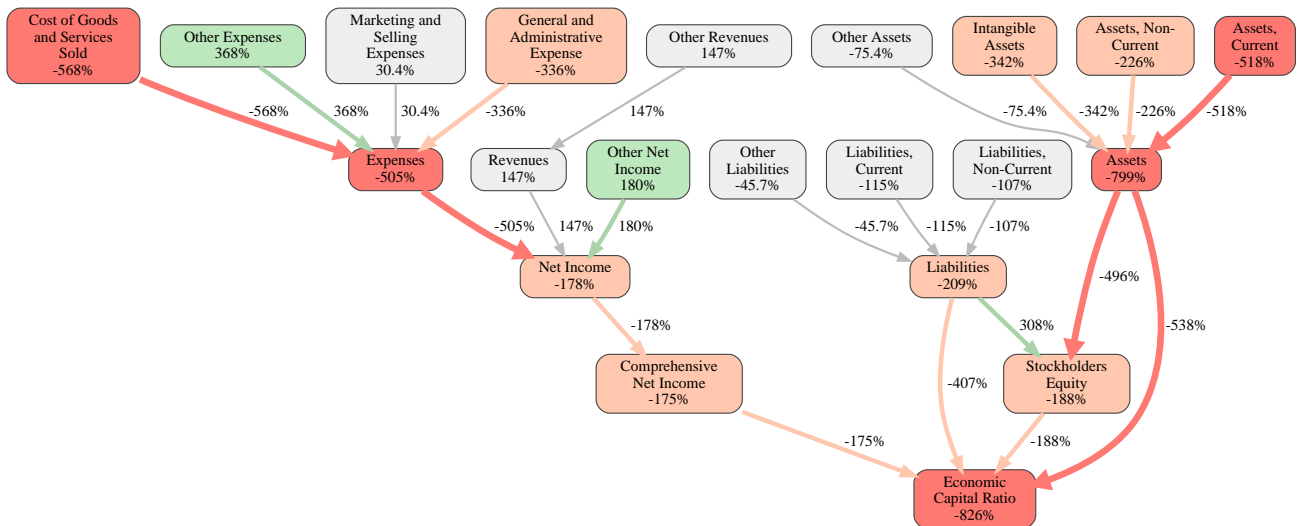 Cost of Goods
and Services
Sold
-568%
Other Expenses
368%
Marketing and
Selling
Expenses
30.4%
General and
Administrative
Expense
-336%
Other Revenues
147%
Other Assets
-75.4%
Intangible
Assets
-342%
Assets, Non-
Current
-226%
Assets,
Current
-518%
-568%
368%
30.4%
-336%
147%
-75.4%
-342%
-226%
-518%
Expenses
-505%
Revenues
147%
Other Net
Income
180%
Other
Liabilities
-45.7%
Liabilities,
Current
-115%
Liabilities,
Non-Current
-107%
Assets
-799%
-505%
147%
180%
-45.7%
-115%
-107%
Net Income
-178%
Liabilities
-209%
-496%
-178%
308%
-538%
Comprehensive
Net Income
-175%
-407%
Stockholders
Equity
-188%
-175%
-188%
Economic
Capital Ratio
-826%